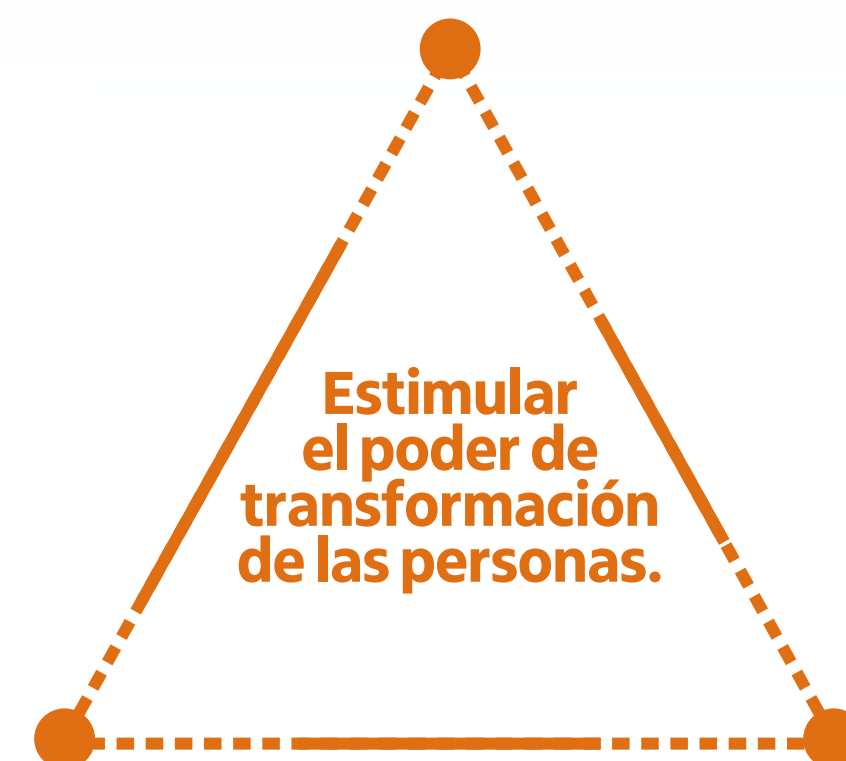 Estimular
el poder de
transformación
de las personas.